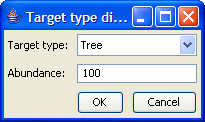 Target type di...
Target type: Tree
Abundance: 100
OK Cancel